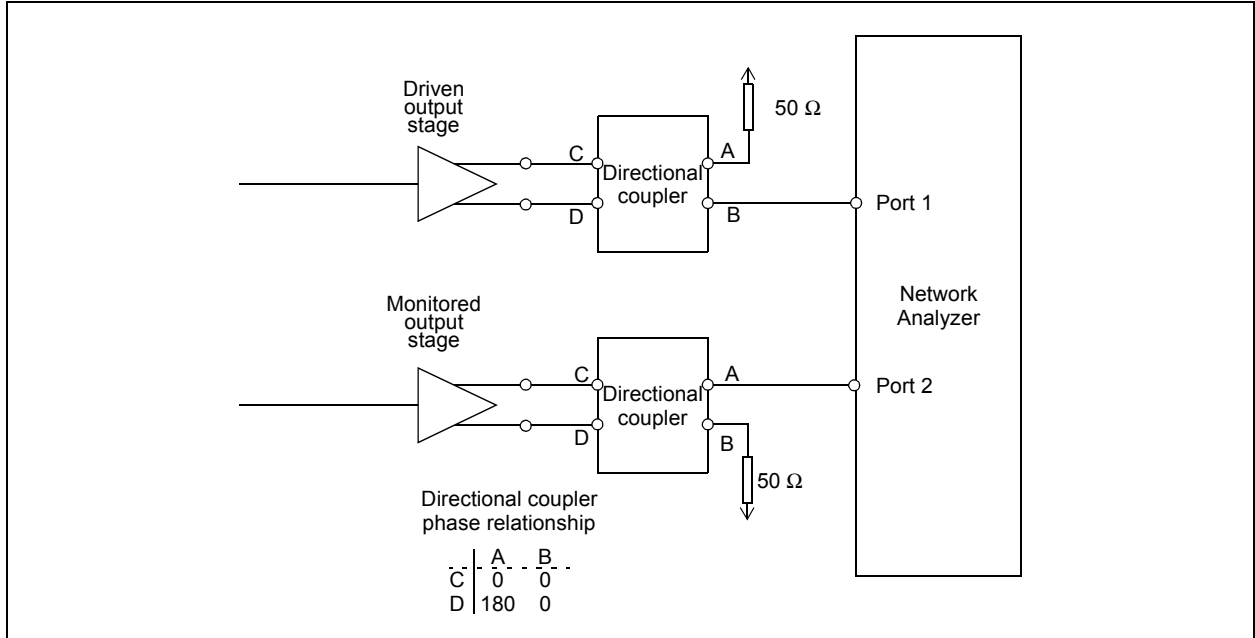 Driven
output
stage
50 Ω
C
A
Directional
coupler
D
B
Port 1
Monitored
output
stage
Network
Analyzer
C
A
Directional
coupler
Port 2
D
B
50 Ω
Directional coupler
phase relationship
A B
C 0 0
D 180 0